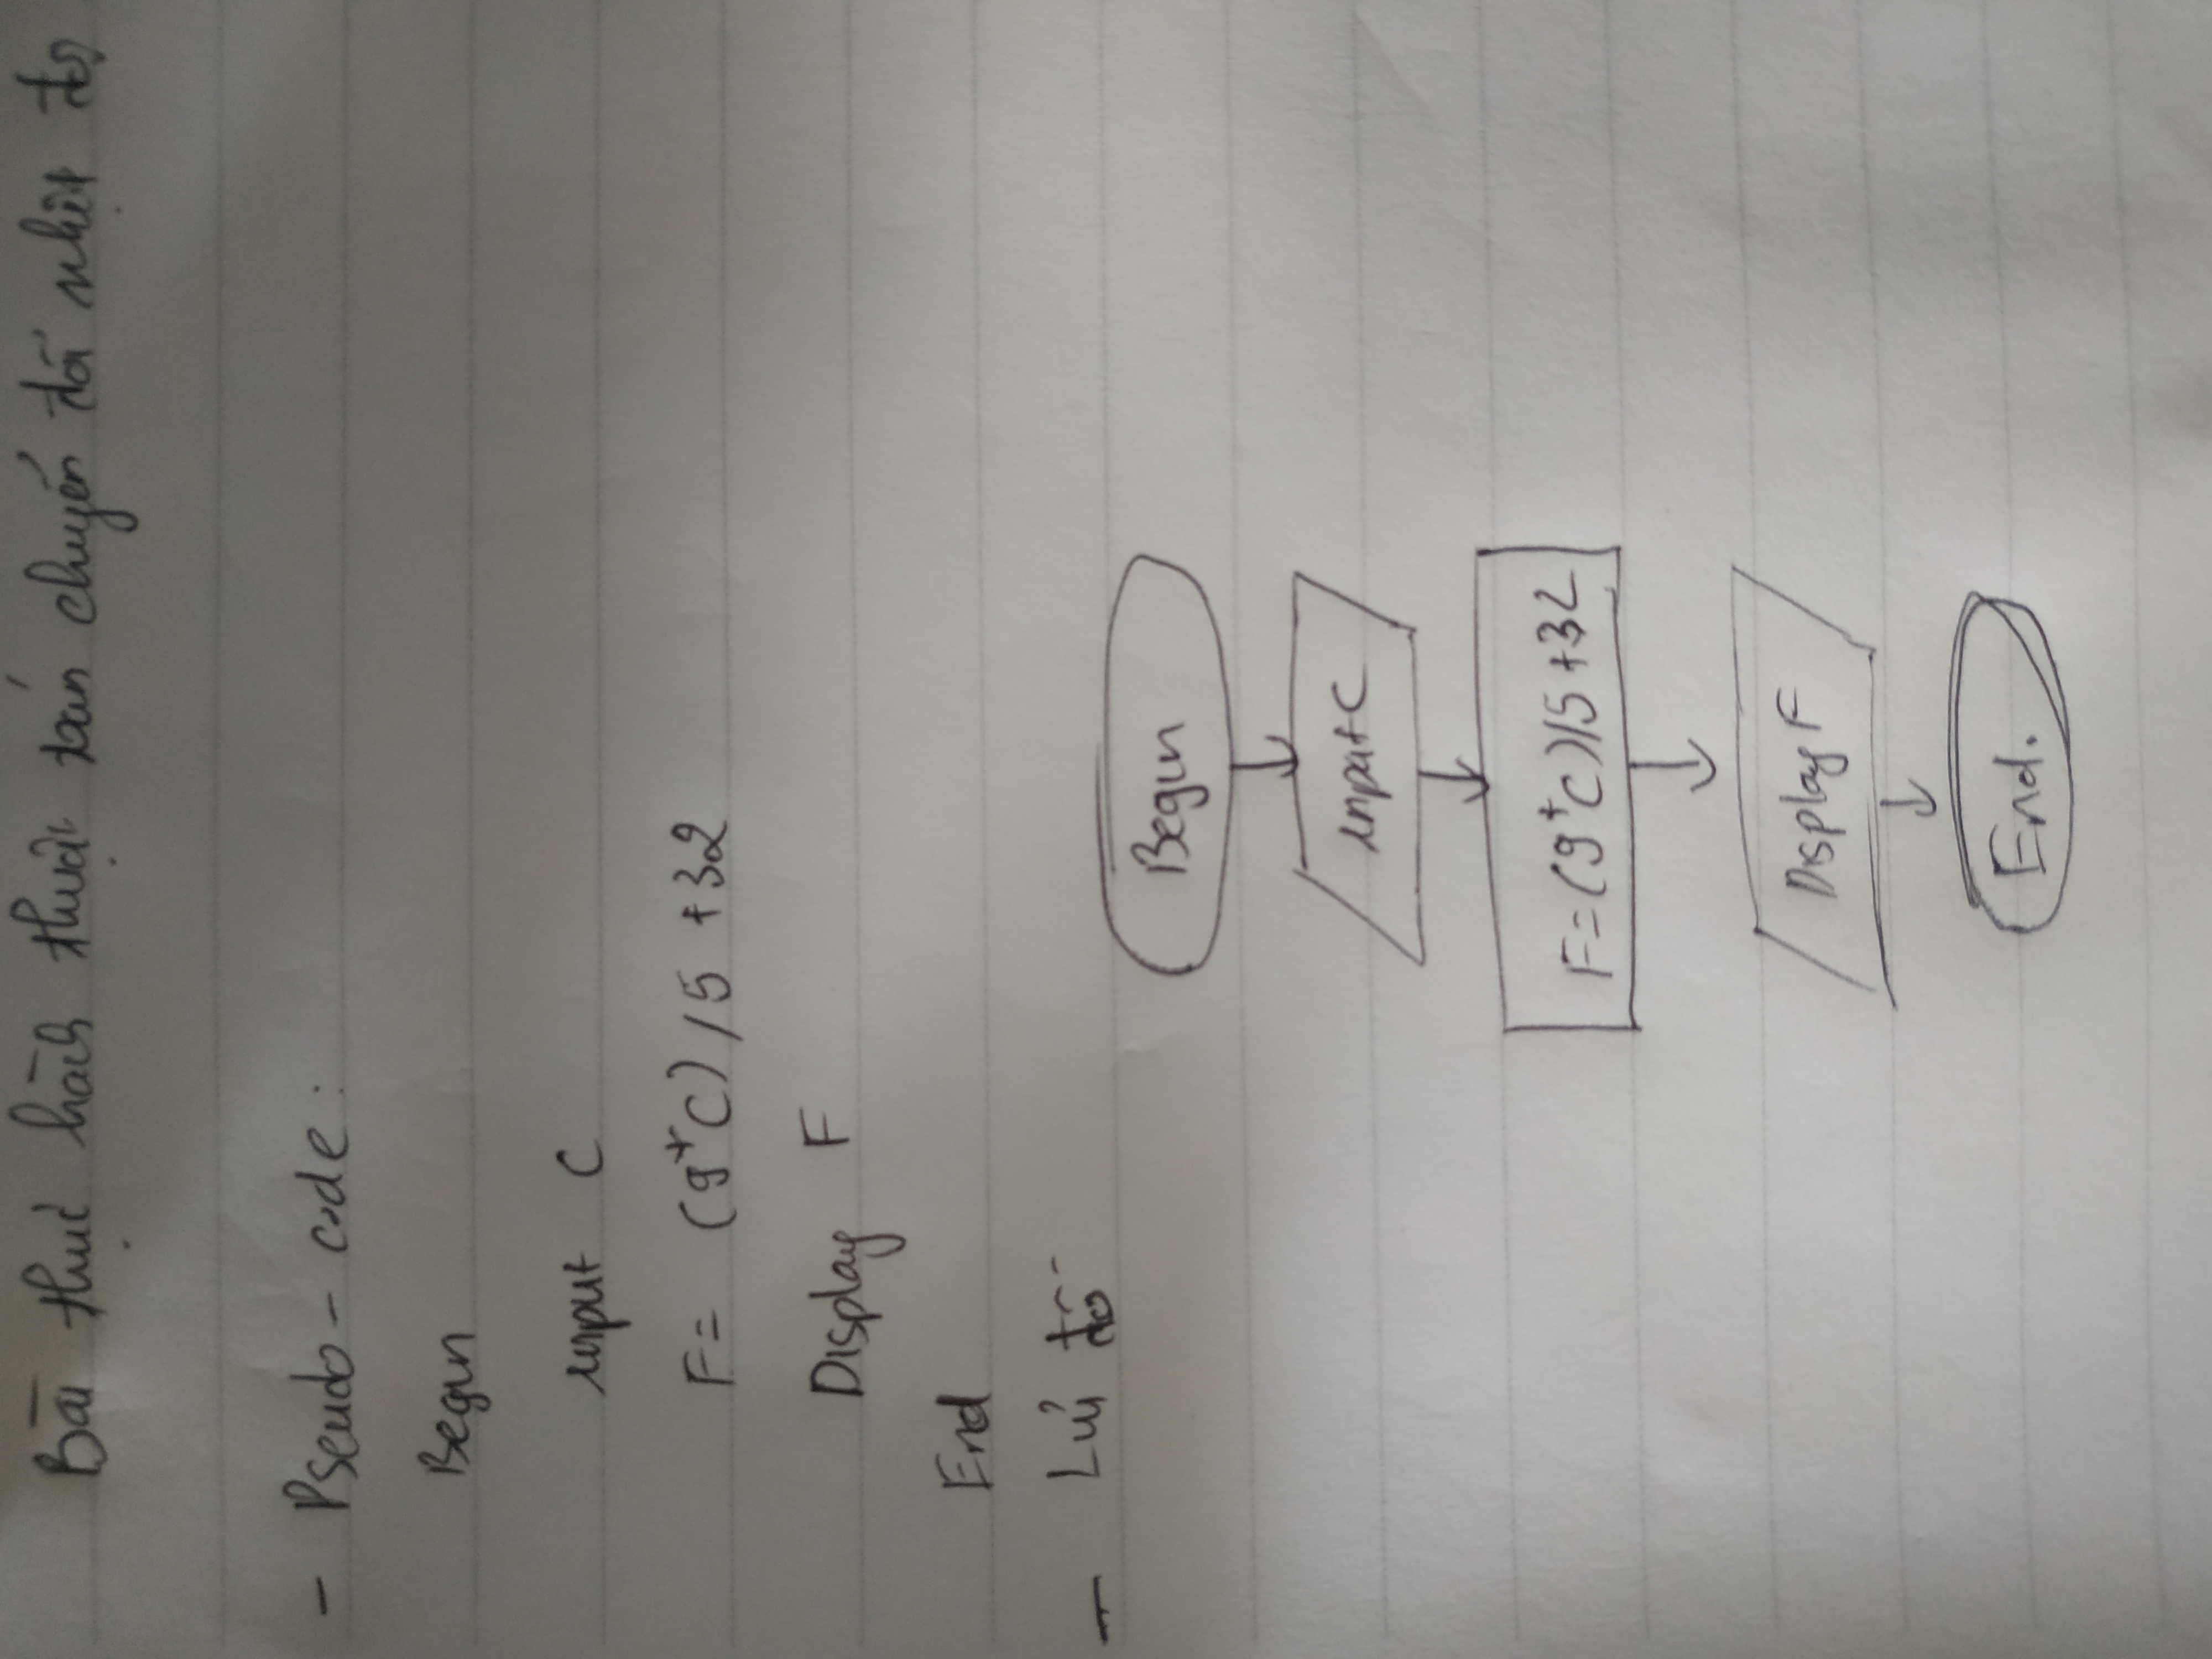 Bài thực hành thuật toán chuyển đổi nhiệt độ
- Pseudo - code :
Begin
input C
F = (9*C) / 5 + 32
Display F
End
- Lưu đồ
Begin
input C
F = (9*C) / 5 + 32
Display F
End.